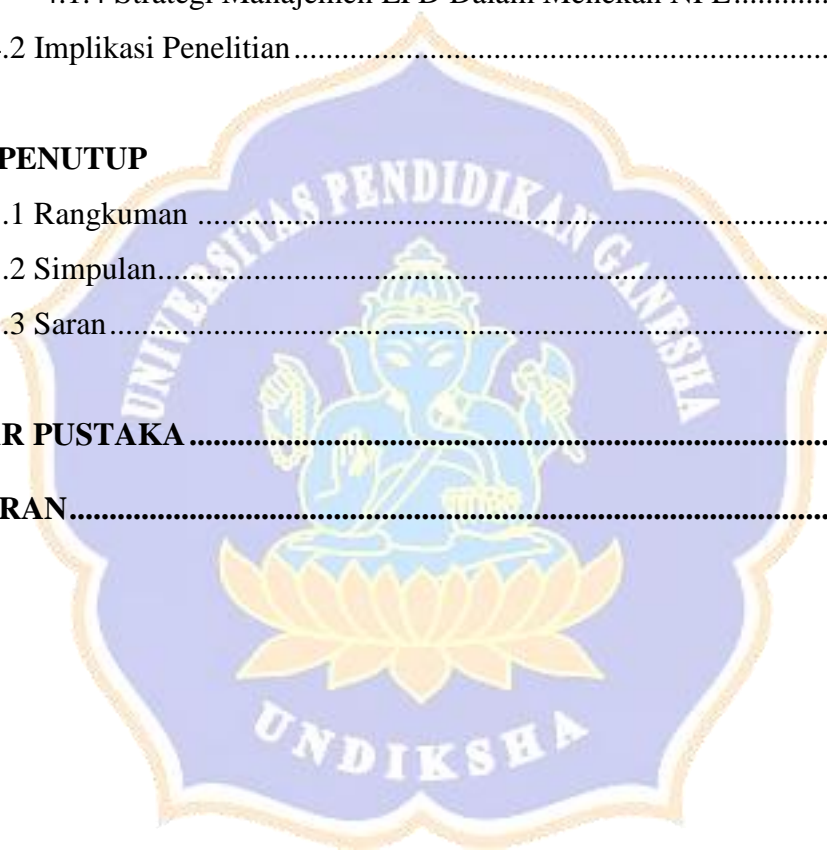 4.1.4 Strategi Manajemen LPD Dalam Menekan NPL..........
.2 Implikasi Penelitian..........
PENUTUP
.1 Rangkuman ..........
.2 Simpulan..........
.3 Saran..........
R PUSTAKA..........
RAN..........
UNIVERSITAS PENDIDIKAN GANESHA
UNDIKSHA